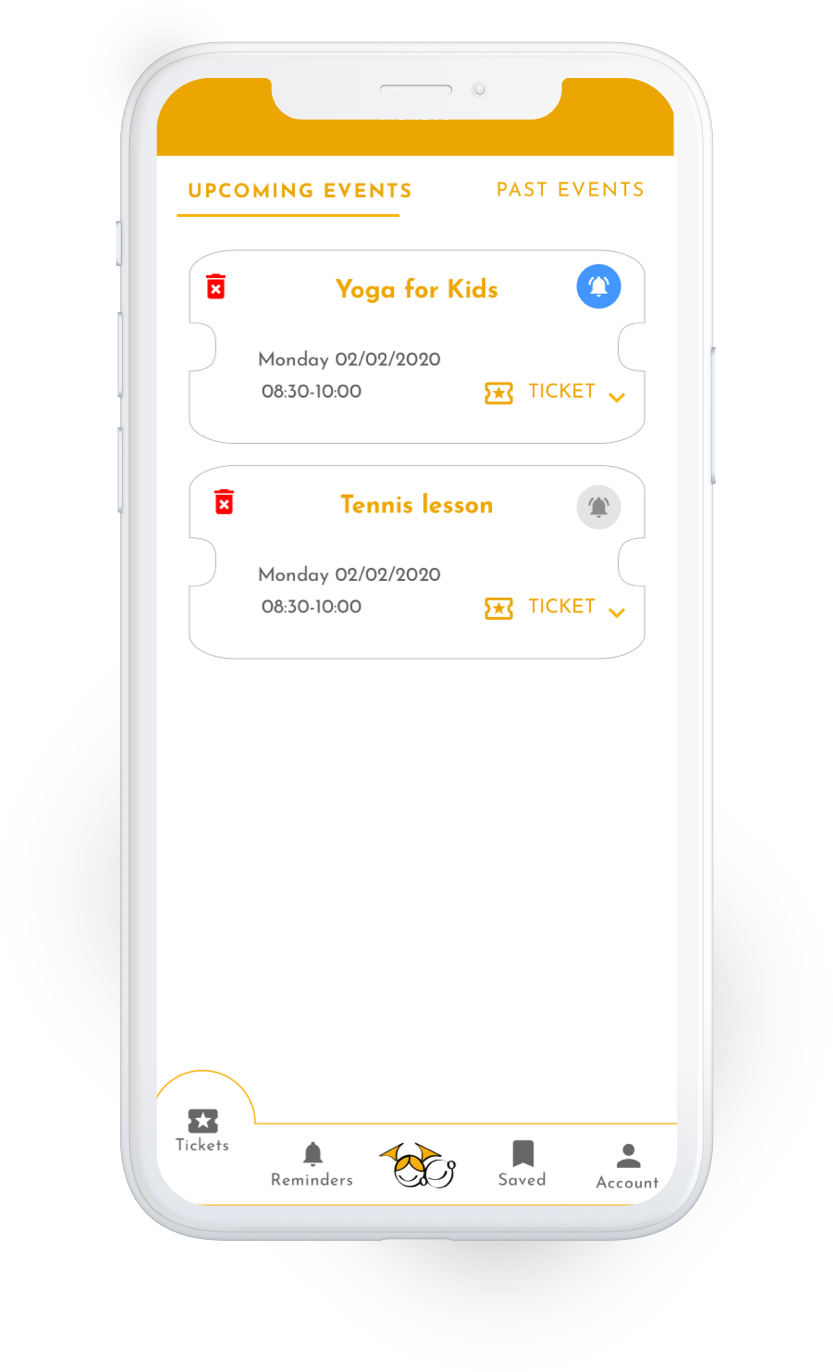 UPCOMING EVENTS
PAST EVENTS
Yoga for Kids
Monday 02/02/2020
08:30-10:00
TICKET
Tennis lesson
Monday 02/02/2020
08:30-10:00
TICKET
Tickets
Reminders
Saved
Account